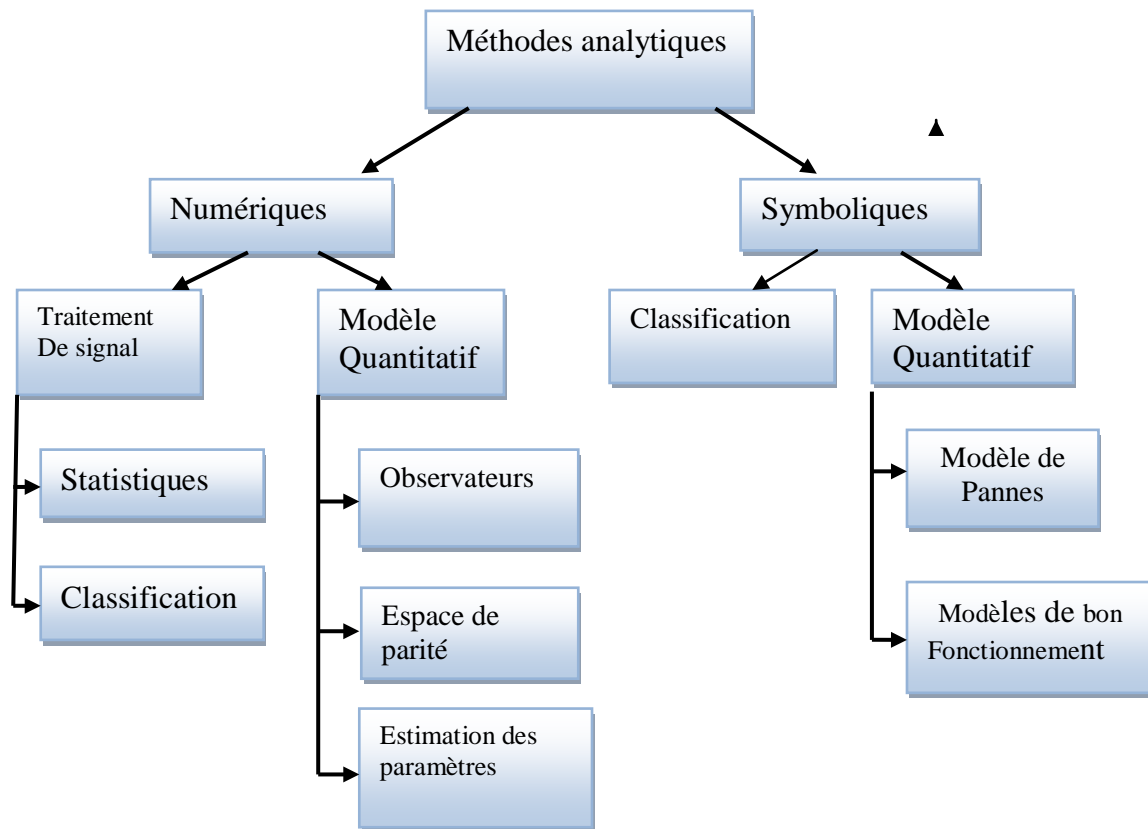 Méthodes analytiques
Numériques
Symboliques
Traitement
De signal
Modèle
Quantitatif
Classification
Modèle
Quantitatif
Statistiques
Classification
Observateurs
Espace de
parité
Estimation des
paramètres
Modèle de
Pannes
Modèles de bon
Fonctionnement